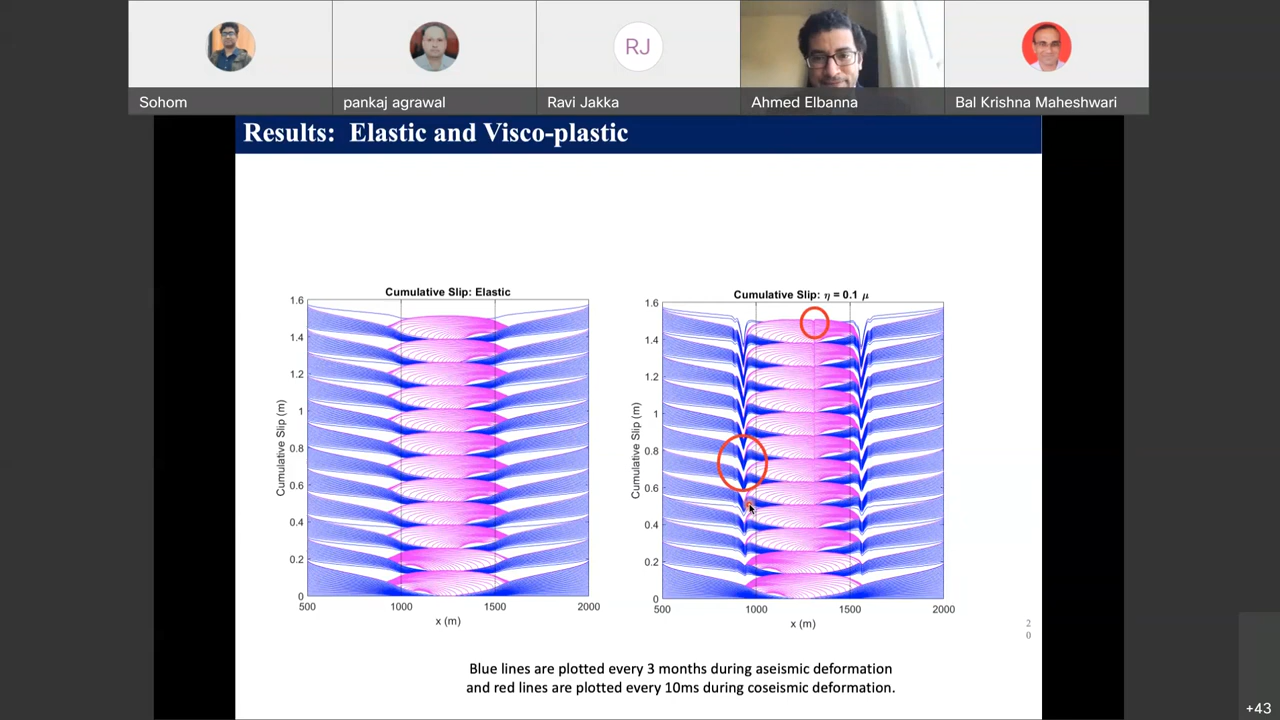 RJ
Sohom
pankaj agrawal
Ravi Jakka
Ahmed Elbanna
Bal Krishna Maheshwari
Results: Elastic and Visco-plastic
Cumulative Slip: Elastic
1.6
1.4
1.2
1
0.8
0.6
0.4
0.2
0
Cumulative Slip (m)
500
1000
1500
2000
x (m)
Cumulative Slip: η = 0.1 μ
1.6
1.4
1.2
1
0.8
0.6
0.4
0.2
0
Cumulative Slip (m)
500
1000
1500
2000
x (m)
2
0
Blue lines are plotted every 3 months during aseismic deformation
and red lines are plotted every 10ms during coseismic deformation.
+43